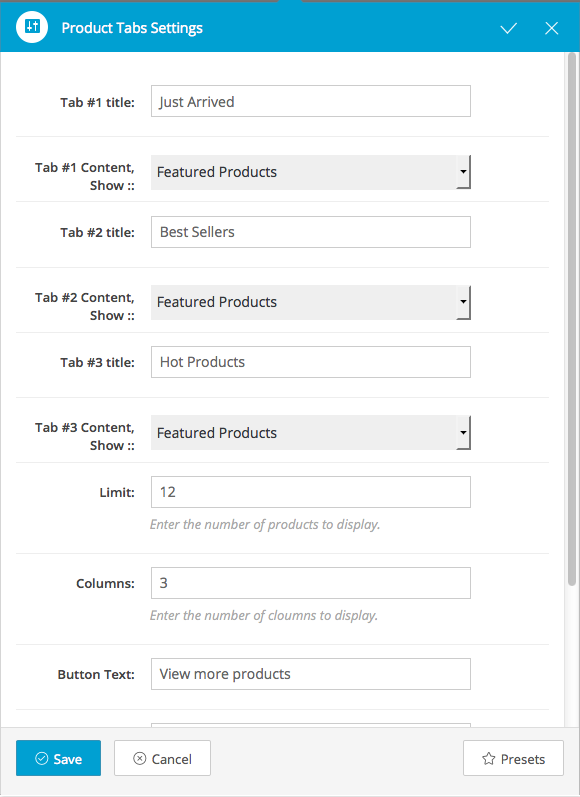 Product Tabs Settings
Tab #1 title:
Just Arrived
Tab #1 Content,
Show ::
Featured Products
Tab #2 title:
Best Sellers
Tab #2 Content,
Show ::
Featured Products
Tab #3 title:
Hot Products
Tab #3 Content,
Show ::
Featured Products
Limit:
12
Enter the number of products to display.
Columns:
3
Enter the number of cloumns to display.
Button Text:
View more products
Save
Cancel
Presets